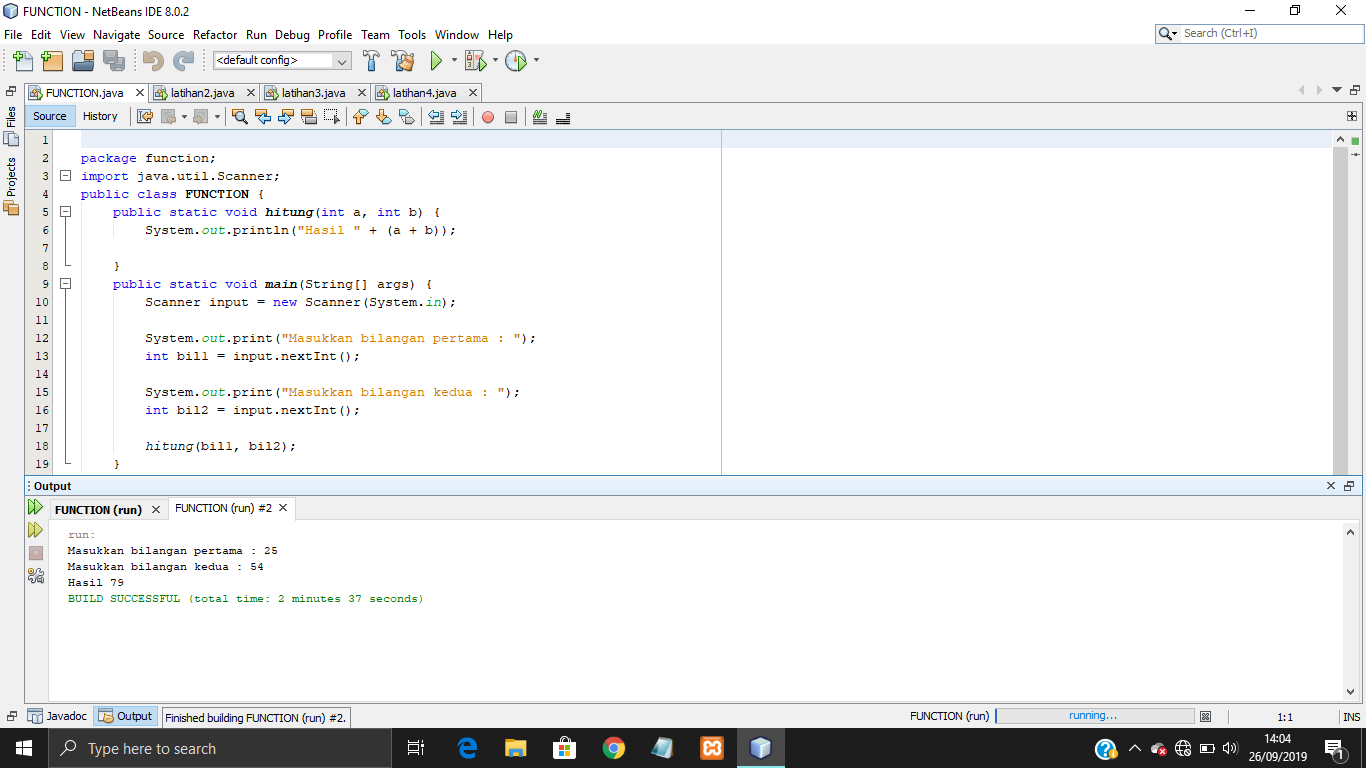 FUNCTION - NetBeans IDE 8.0.2
File Edit View Navigate Source Refactor Run Debug Profile Team Tools Window Help
Search (Ctrl+I)
<default config>
FUNCTION.java latihan2.java latihan3.java latihan4.java
Files
Projects
Source History
1
2 package function;
3 import java.util.Scanner;
4 public class FUNCTION {
5 public static void hitung(int a, int b) {
6 System.out.println("Hasil " + (a + b));
7
8 }
9 public static void main(String[] args) {
10 Scanner input = new Scanner(System.in);
11
12 System.out.print("Masukkan bilangan pertama : ");
13 int bil1 = input.nextInt();
14
15 System.out.print("Masukkan bilangan kedua : ");
16 int bil2 = input.nextInt();
17
18 hitung(bil1, bil2);
19 }
Output
FUNCTION (run) FUNCTION (run) #2
run:
Masukkan bilangan pertama : 25
Masukkan bilangan kedua : 54
Hasil 79
BUILD SUCCESSFUL (total time: 2 minutes 37 seconds)
Javadoc Output Finished building FUNCTION (run) #2. FUNCTION (run) running... 1:1 INS
Type here to search
14:04
26/09/2019
1